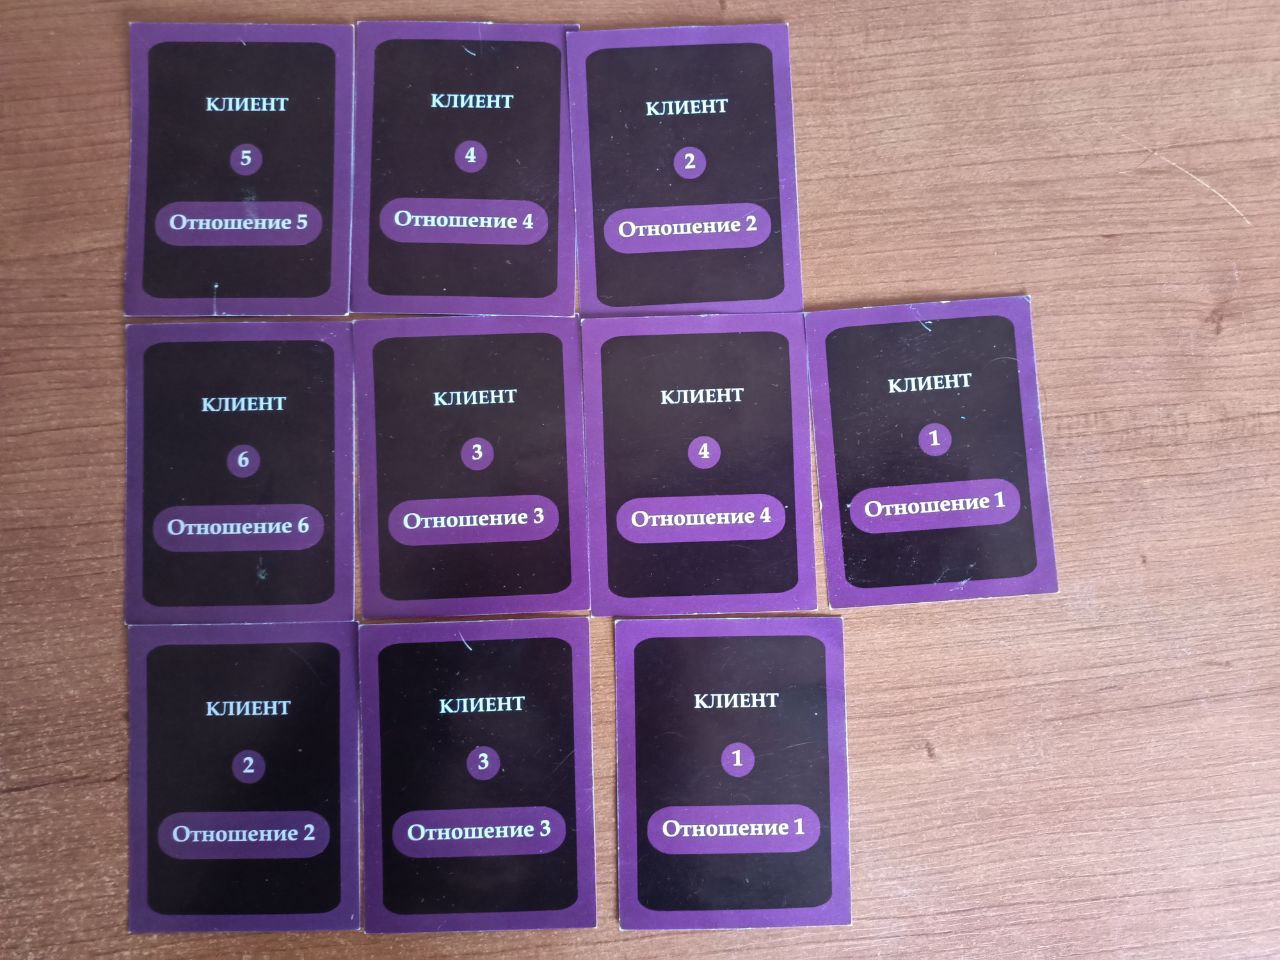 КЛИЕНТ
5
Отношение 5
КЛИЕНТ
4
Отношение 4
КЛИЕНТ
2
Отношение 2
КЛИЕНТ
6
Отношение 6
КЛИЕНТ
3
Отношение 3
КЛИЕНТ
4
Отношение 4
КЛИЕНТ
1
Отношение 1
КЛИЕНТ
2
Отношение 2
КЛИЕНТ
3
Отношение 3
КЛИЕНТ
1
Отношение 1